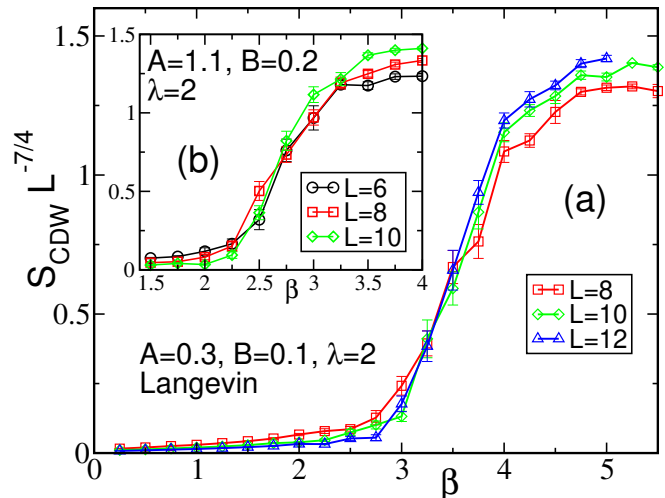 S_CDW L^-7/4
1.5
1
0.5
0
0
1
2
3
4
5
β
(a)
A=0.3, B=0.1, λ=2
Langevin
L=8
L=10
L=12
1.5
1
0.5
0
1.5
2
2.5
3
3.5
4
β
A=1.1, B=0.2
λ=2
(b)
L=6
L=8
L=10